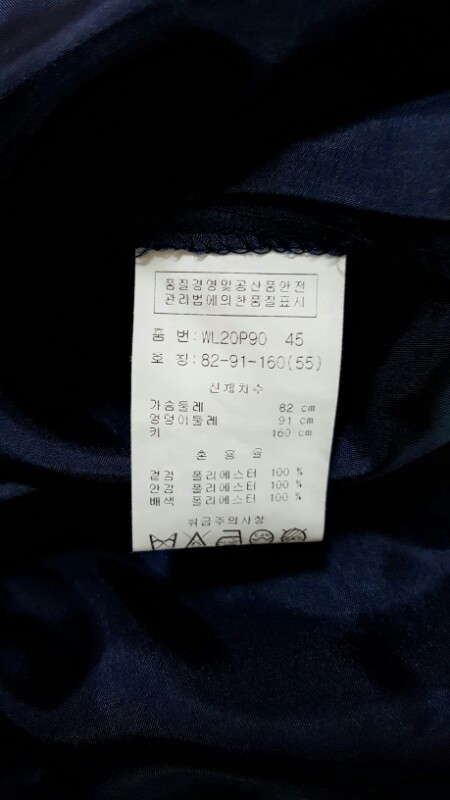 품질경영및공산품안전
관리법에의한품질표시
품 번:WL20P90 45
호 칭:82-91-160(55)
신체치수
가슴둘레 82 cm
엉덩이둘레 91 cm
키 160 cm
혼 용 율
겉감 폴리에스터 100 %
안감 폴리에스터 100 %
배색 폴리에스터 100 %
취급주의사항